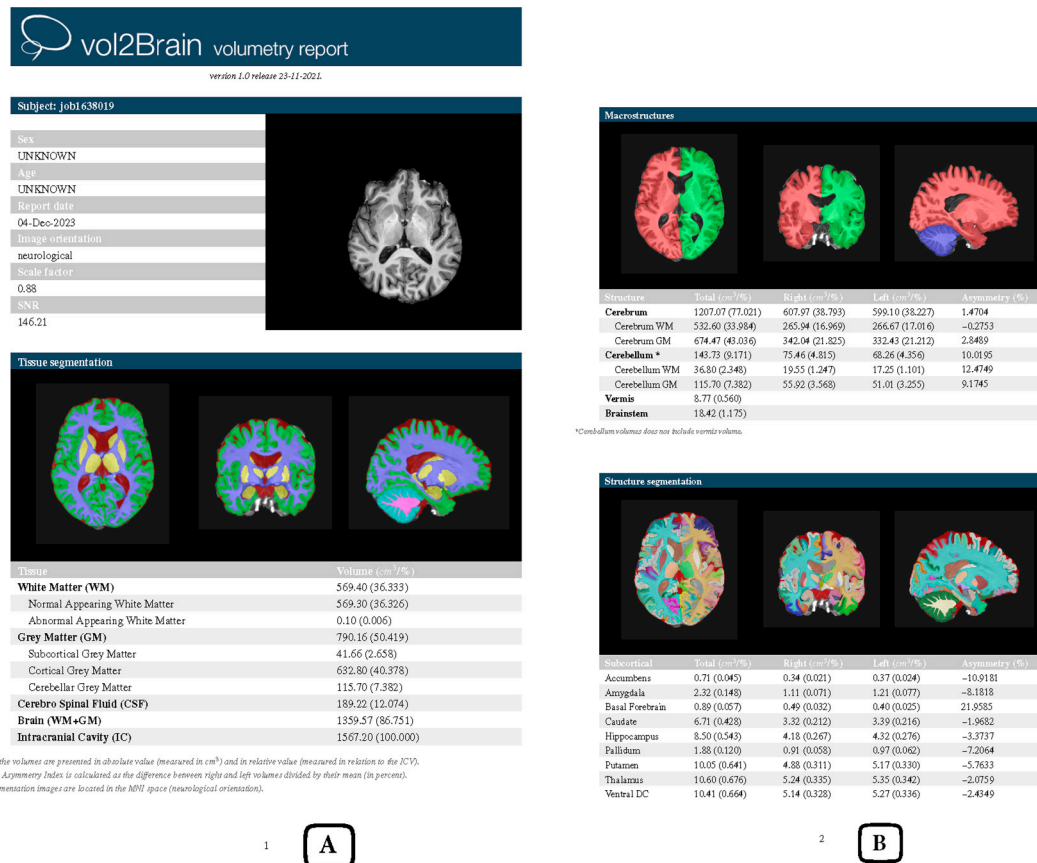 vol2Brain volumetry report
version 1.0 release 23-11-2021.
Subject: job1638019
Sex
UNKNOWN
Age
UNKNOWN
Report date
04-Dec-2023
Image orientation
neurological
Scale factor
0.88
SNR
146.21
Tissue segmentation
Tissue Volume (cm³/%)
White Matter (WM) 569.40 (36.333)
Normal Appearing White Matter 569.30 (36.326)
Abnormal Appearing White Matter 0.10 (0.006)
Grey Matter (GM) 790.16 (50.419)
Subcortical Grey Matter 41.66 (2.658)
Cortical Grey Matter 632.80 (40.378)
Cerebellar Grey Matter 115.70 (7.382)
Cerebro Spinal Fluid (CSF) 189.22 (12.074)
Brain (WM+GM) 1359.57 (86.751)
Intracranial Cavity (IC) 1567.20 (100.000)
the volumes are presented in absolute value (measured in cm³) and in relative value (measured in relation to the ICV).
Asymmetry Index is calculated as the difference between right and left volumes divided by their mean (in percent).
mentation images are located in the MNI space (neurological orientation).
1
A
Macrostructures
Structure Total (cm³/%) Right (cm³/%) Left (cm³/%) Asymmetry (%)
Cerebrum 1207.07 (77.021) 607.97 (38.793) 599.10 (38.227) 1.4704
Cerebrum WM 532.60 (33.984) 265.94 (16.969) 266.67 (17.016) −0.2753
Cerebrum GM 674.47 (43.036) 342.04 (21.825) 332.43 (21.212) 2.8489
Cerebellum * 143.73 (9.171) 75.46 (4.815) 68.26 (4.356) 10.0195
Cerebellum WM 36.80 (2.348) 19.55 (1.247) 17.25 (1.101) 12.4749
Cerebellum GM 115.70 (7.382) 55.92 (3.568) 51.01 (3.255) 9.1745
Vermis 8.77 (0.560)
Brainstem 18.42 (1.175)
*Cerebellum volumes does not include vermis volume.
Structure segmentation
Subcortical Total (cm³/%) Right (cm³/%) Left (cm³/%) Asymmetry (%)
Accumbens 0.71 (0.045) 0.34 (0.021) 0.37 (0.024) −10.9181
Amygdala 2.32 (0.148) 1.11 (0.071) 1.21 (0.077) −8.1818
Basal Forebrain 0.89 (0.057) 0.49 (0.032) 0.40 (0.025) 21.9585
Caudate 6.71 (0.428) 3.32 (0.212) 3.39 (0.216) −1.9682
Hippocampus 8.50 (0.543) 4.18 (0.267) 4.32 (0.276) −3.3737
Pallidum 1.88 (0.120) 0.91 (0.058) 0.97 (0.062) −7.2064
Putamen 10.05 (0.641) 4.88 (0.311) 5.17 (0.330) −5.7633
Thalamus 10.60 (0.676) 5.24 (0.335) 5.35 (0.342) −2.0759
Ventral DC 10.41 (0.664) 5.14 (0.328) 5.27 (0.336) −2.4349
2
B